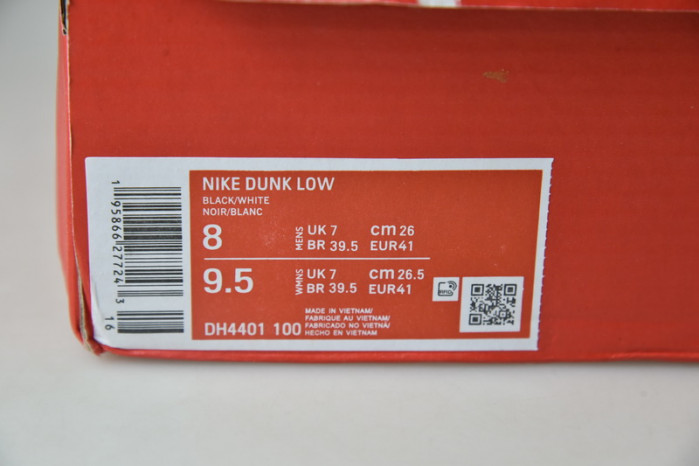 NIKE DUNK LOW
BLACK/WHITE
NOIR/BLANC
8 MENS UK 7 cm 26
BR 39.5 EUR41
9.5 WMNS UK 7 cm 26.5
BR 39.5 EUR41
DH4401 100
MADE IN VIETNAM/
FABRIQUE AU VIETNAM/
FABRICADO NO VIETNÃ/
HECHO EN VIETNAM
1 95866 27724 3 16